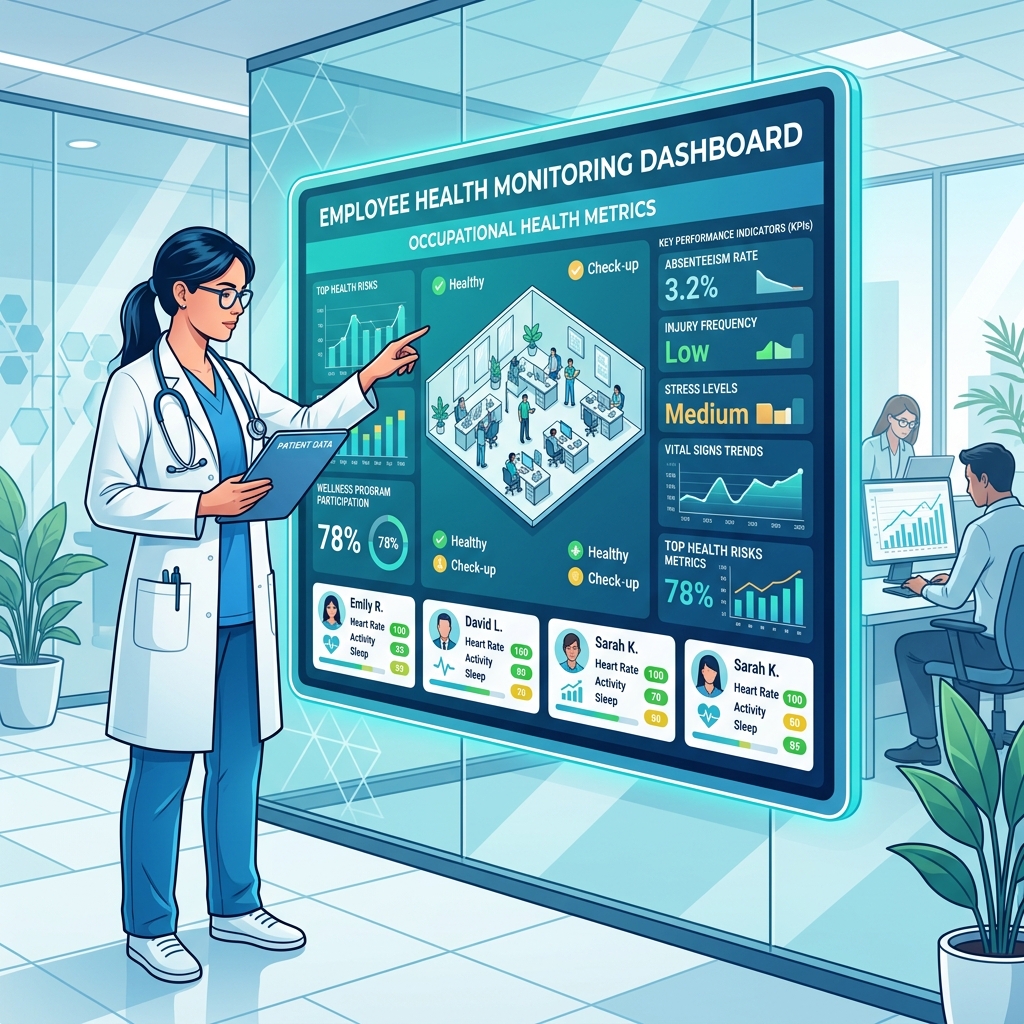 EMPLOYEE HEALTH MONITORING DASHBOARD
OCCUPATIONAL HEALTH METRICS
TOP HEALTH RISKS
WELLNESS PROGRAM
PARTICIPATION
78%
78%
Healthy
Check-up
Healthy
Check-up
Healthy
Check-up
KEY PERFORMANCE INDICATORS (KPIs)
ABSENTEEISM RATE
3.2%
INJURY FREQUENCY
Low
STRESS LEVELS
Medium
VITAL SIGNS TRENDS
TOP HEALTH RISKS
METRICS
78%
PATIENT DATA
Emily R.
Heart Rate 100
Activity 33
Sleep 93
David L.
Heart Rate 160
Activity 80
Sleep 70
Sarah K.
Heart Rate 100
Activity 70
Sleep 90
Sarah K.
Heart Rate 100
Activity 60
Sleep 85